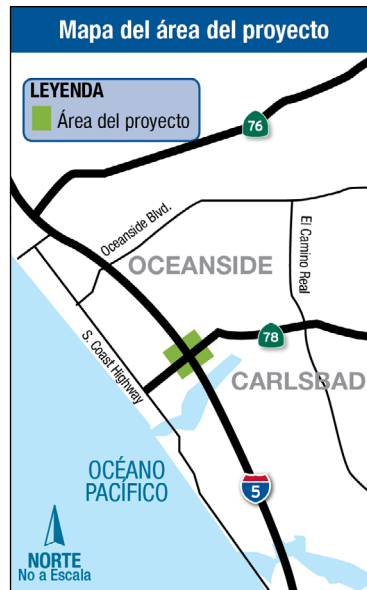 Mapa del área del proyecto
LEYENDA
Área del proyecto
76
Oceanside Blvd.
El Camino Real
OCEANSIDE
S. Coast Highway
78
CARLSBAD
OCÉANO
PACÍFICO
5
NORTE
No a Escala